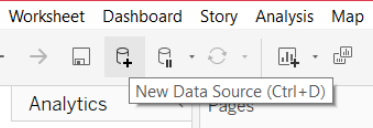 Worksheet Dashboard Story Analysis Map
New Data Source (Ctrl+D)
Analytics
Pages